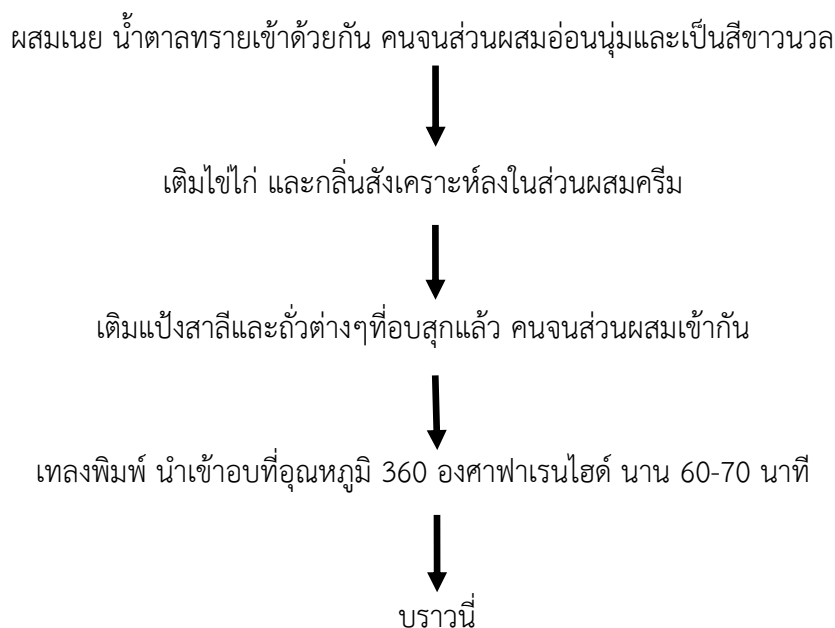 ผสมเนย น้ำตาลทรายเข้าด้วยกัน คนจนส่วนผสมอ่อนนุ่มและเป็นสีขาวนวล
เติมไข่ไก่ และกลิ่นสังเคราะห์ลงในส่วนผสมครีม
เติมแป้งสาลีและถั่วต่างๆที่อบสุกแล้ว คนจนส่วนผสมเข้ากัน
เทลงพิมพ์ นำเข้าอบที่อุณหภูมิ 360 องศาฟาเรนไฮด์ นาน 60-70 นาที
บราวนี่